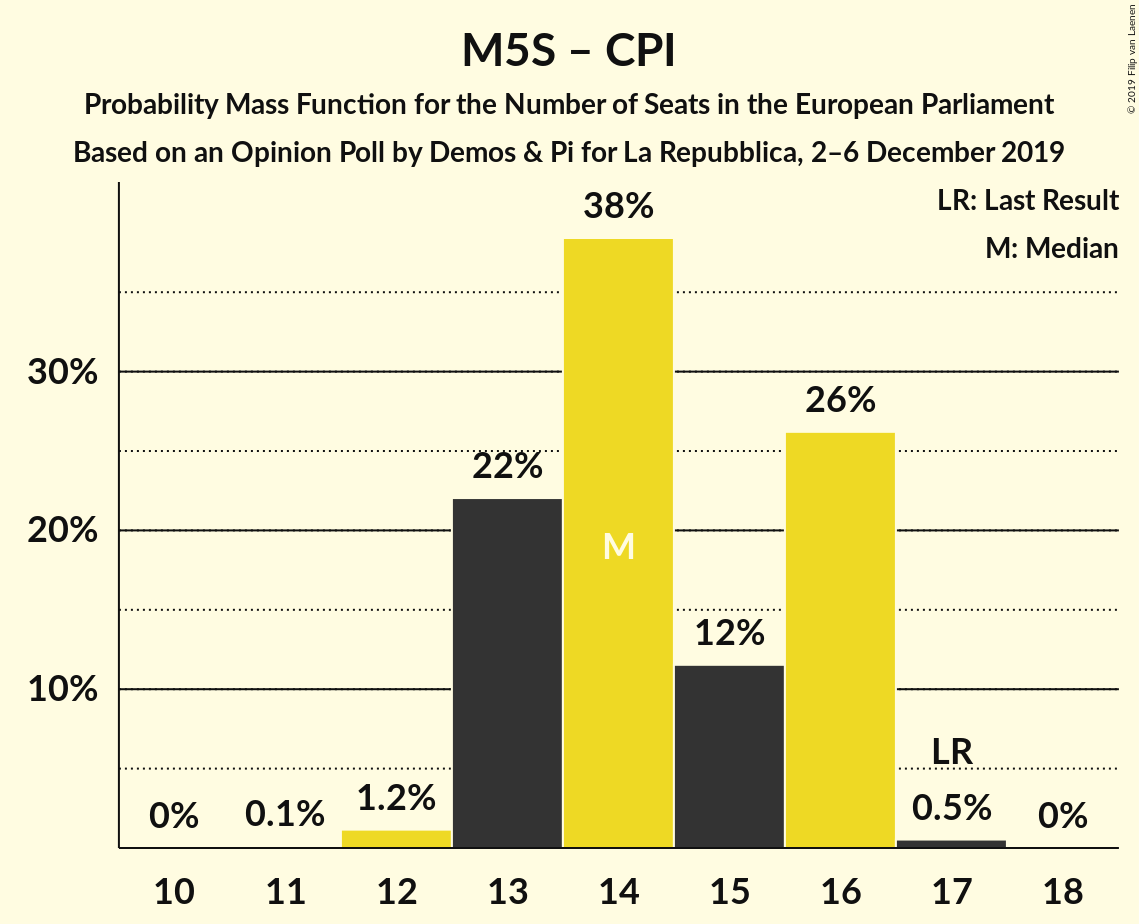 M5S – CPI
Probability Mass Function for the Number of Seats in the European Parliament
Based on an Opinion Poll by Demos & Pi for La Repubblica, 2–6 December 2019
© 2019 Filip van Laenen
LR: Last Result
M: Median
38%
30%
26%
22%
20%
M
12%
10%
LR
0%
0.1%
1.2%
0.5%
0%
10 11 12 13 14 15 16 17 18